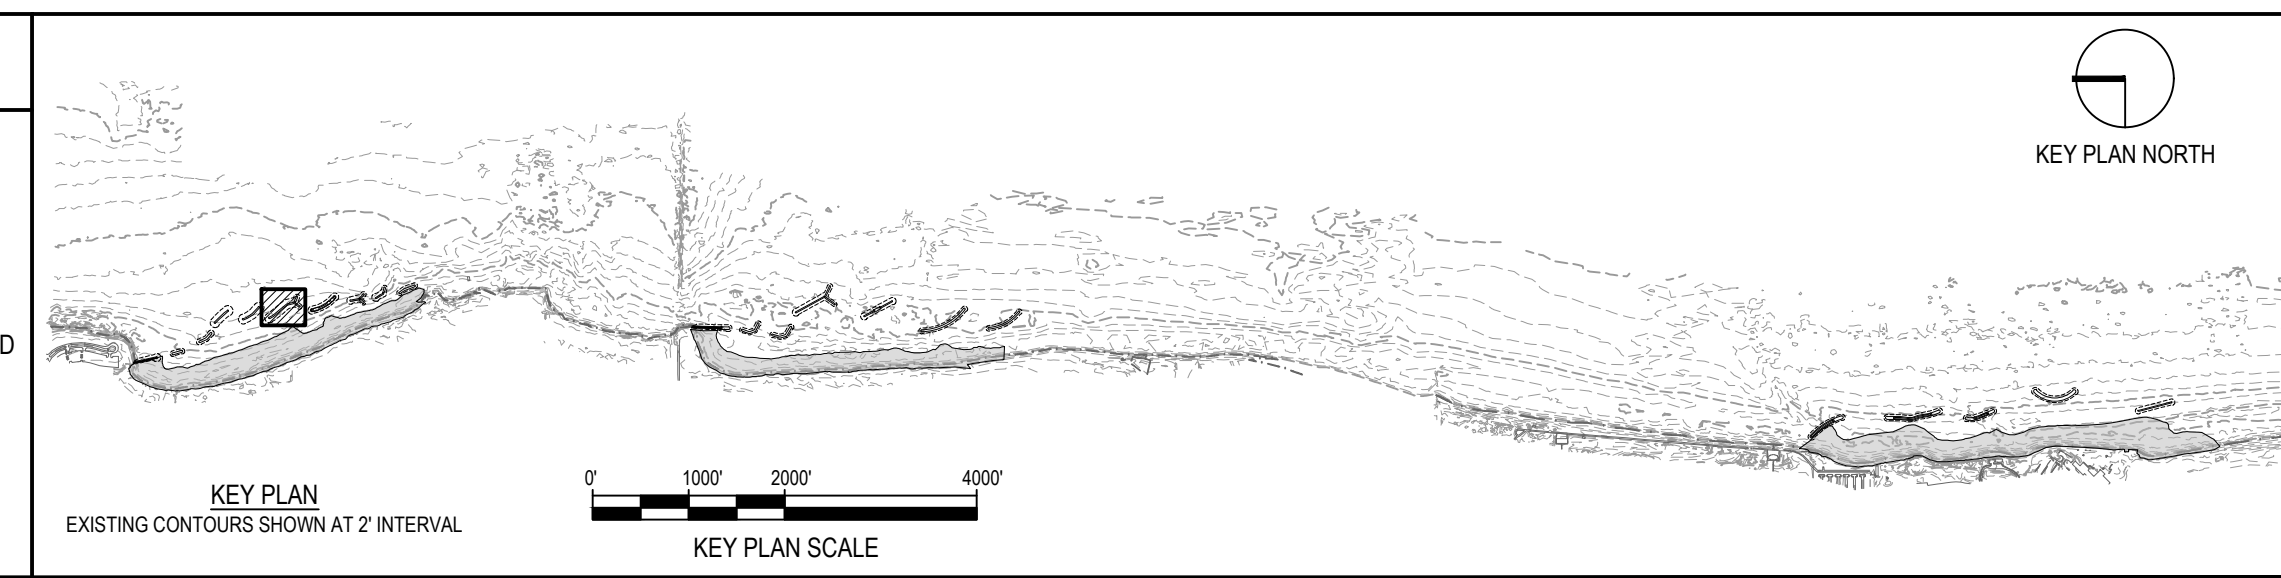 KEY PLAN NORTH
D
0' 1000' 2000' 4000'
KEY PLAN
EXISTING CONTOURS SHOWN AT 2' INTERVAL
KEY PLAN SCALE